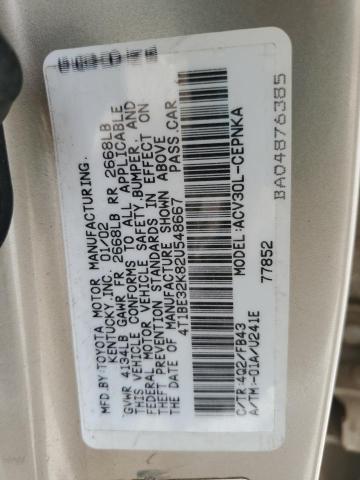 MFD.BY:TOYOTA MOTOR MANUFACTURING.
KENTUCKY,INC. 01/02
GVWR 4134LB GAWR FR 2668LB RR 2668LB
THIS VEHICLE CONFORMS TO ALL APPLICABLE
FEDERAL MOTOR VEHICLE SAFETY,BUMPER, AND
THEFT PREVENTION STANDARDS IN EFFECT ON
THE DATE OF MANUFACTURE SHOWN ABOVE
4T1BE32K82U548667 PASS.CAR
C/TR:4Q2/FB43
A/TM:-01A/U241E
MODEL:ACV30L-CEPNKA
77852
BA04876385